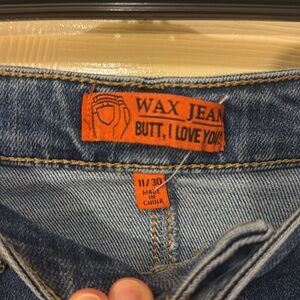 WAX JEAN
BUTT, I LOVE YOU!
11/30
MADE IN
CHINA